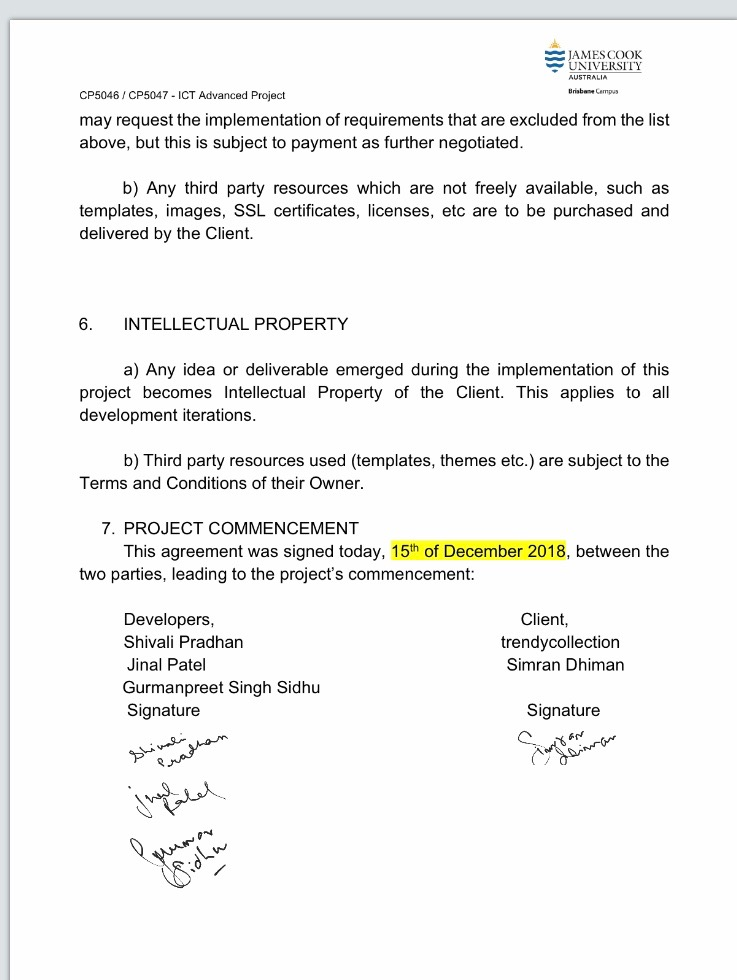 JAMES COOK
UNIVERSITY
AUSTRALIA
Brisbane Campus
CP5046 / CP5047 - ICT Advanced Project
may request the implementation of requirements that are excluded from the list
above, but this is subject to payment as further negotiated.
b) Any third party resources which are not freely available, such as
templates, images, SSL certificates, licenses, etc are to be purchased and
delivered by the Client.
6. INTELLECTUAL PROPERTY
a) Any idea or deliverable emerged during the implementation of this
project becomes Intellectual Property of the Client. This applies to all
development iterations.
b) Third party resources used (templates, themes etc.) are subject to the
Terms and Conditions of their Owner.
7. PROJECT COMMENCEMENT
This agreement was signed today, 15th of December 2018, between the
two parties, leading to the project’s commencement:
Developers, Client,
Shivali Pradhan trendycollection
Jinal Patel Simran Dhiman
Gurmanpreet Singh Sidhu
Signature Signature
Shivali
Pradhan
Simran
Dhiman
Jinal
Patel
Sidhu